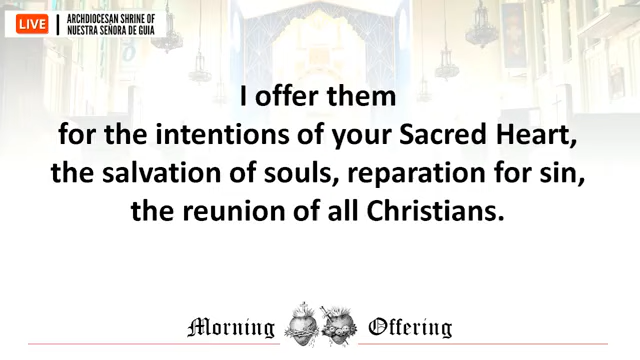 LIVE
ARCHDIOCESAN SHRINE OF
NUESTRA SEÑORA DE GUIA
I offer them
for the intentions of your Sacred Heart,
the salvation of souls, reparation for sin,
the reunion of all Christians.
Morning Offering